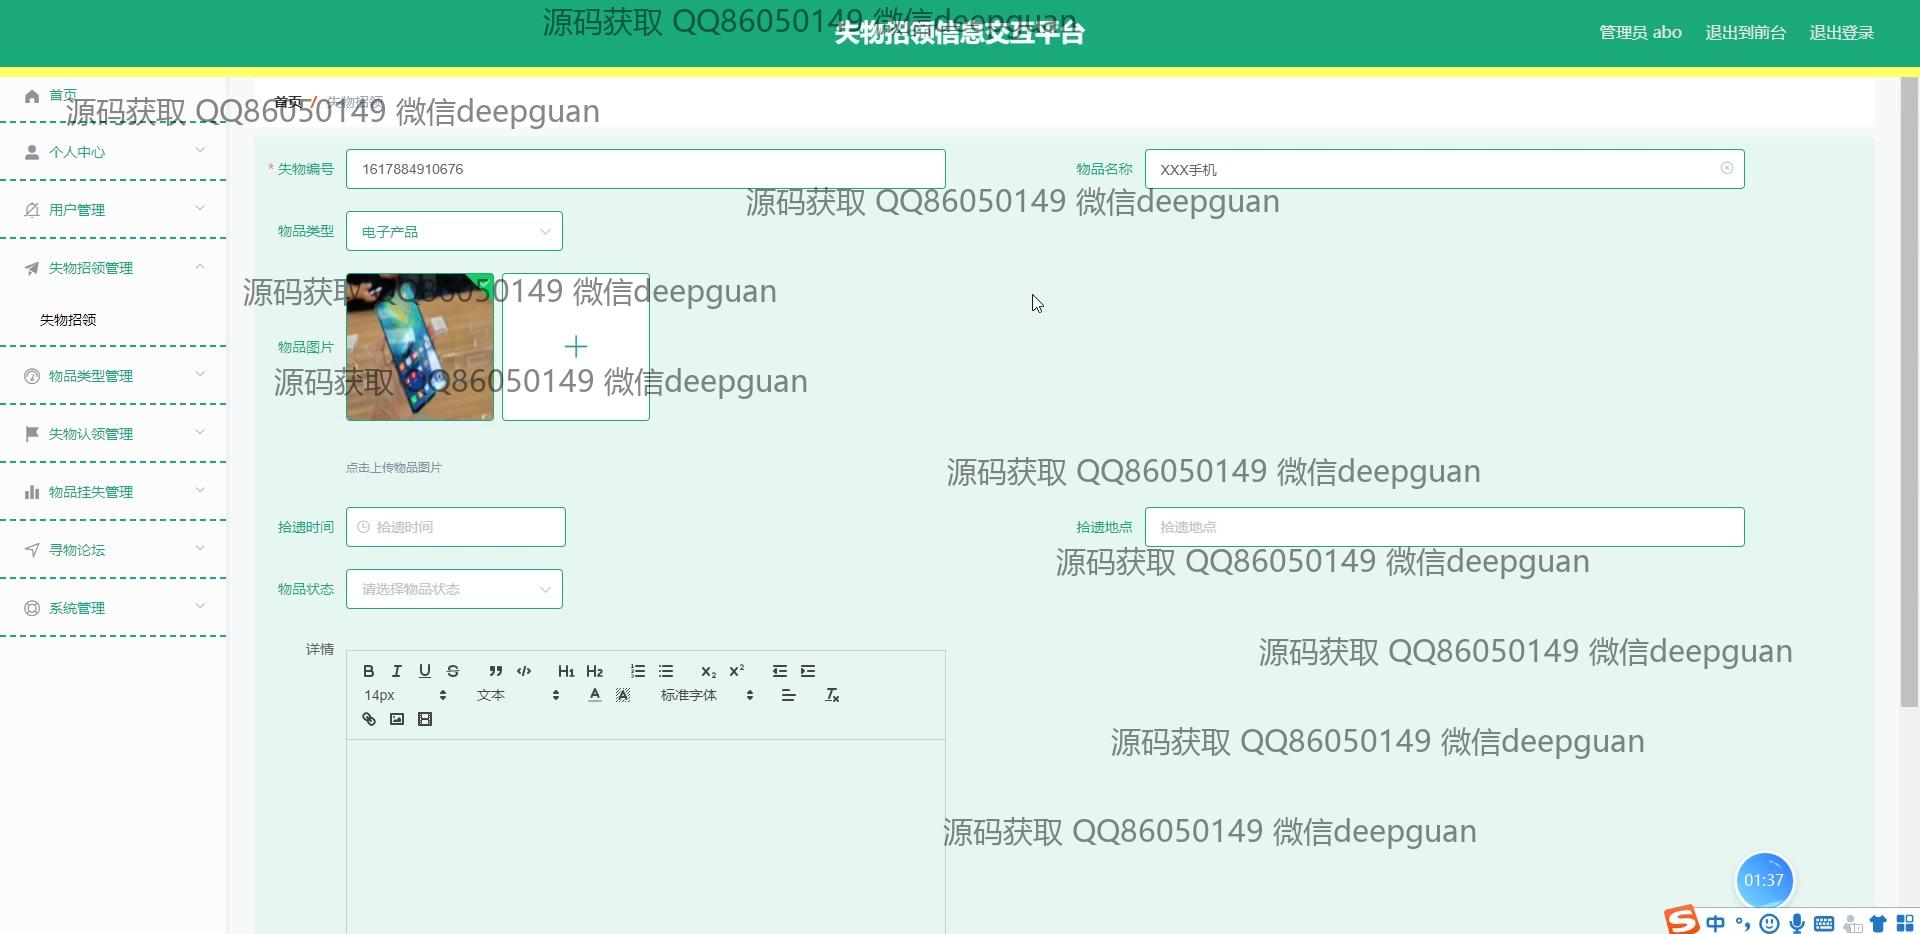 失物招领信息交互平台
管理员 abo
退出到前台
退出登录
源码获取 QQ86050149 微信deepguan
首页
首页 / 失物招领
源码获取 QQ86050149 微信deepguan
个人中心
* 失物编号
1617884910676
物品名称
XXX手机
源码获取 QQ86050149 微信deepguan
用户管理
物品类型
电子产品
失物招领管理
源码获取 QQ86050149 微信deepguan
失物招领
物品图片
物品类型管理
源码获取 QQ86050149 微信deepguan
失物认领管理
点击上传物品图片
源码获取 QQ86050149 微信deepguan
物品挂失管理
拾遗时间
拾遗时间
拾遗地点
拾遗地点
寻物论坛
源码获取 QQ86050149 微信deepguan
物品状态
请选择物品状态
系统管理
详情
源码获取 QQ86050149 微信deepguan
B I U S H1 H2 X2 X2
14px 文本 A A 标准字体 Tx
源码获取 QQ86050149 微信deepguan
源码获取 QQ86050149 微信deepguan
01:37
S 中